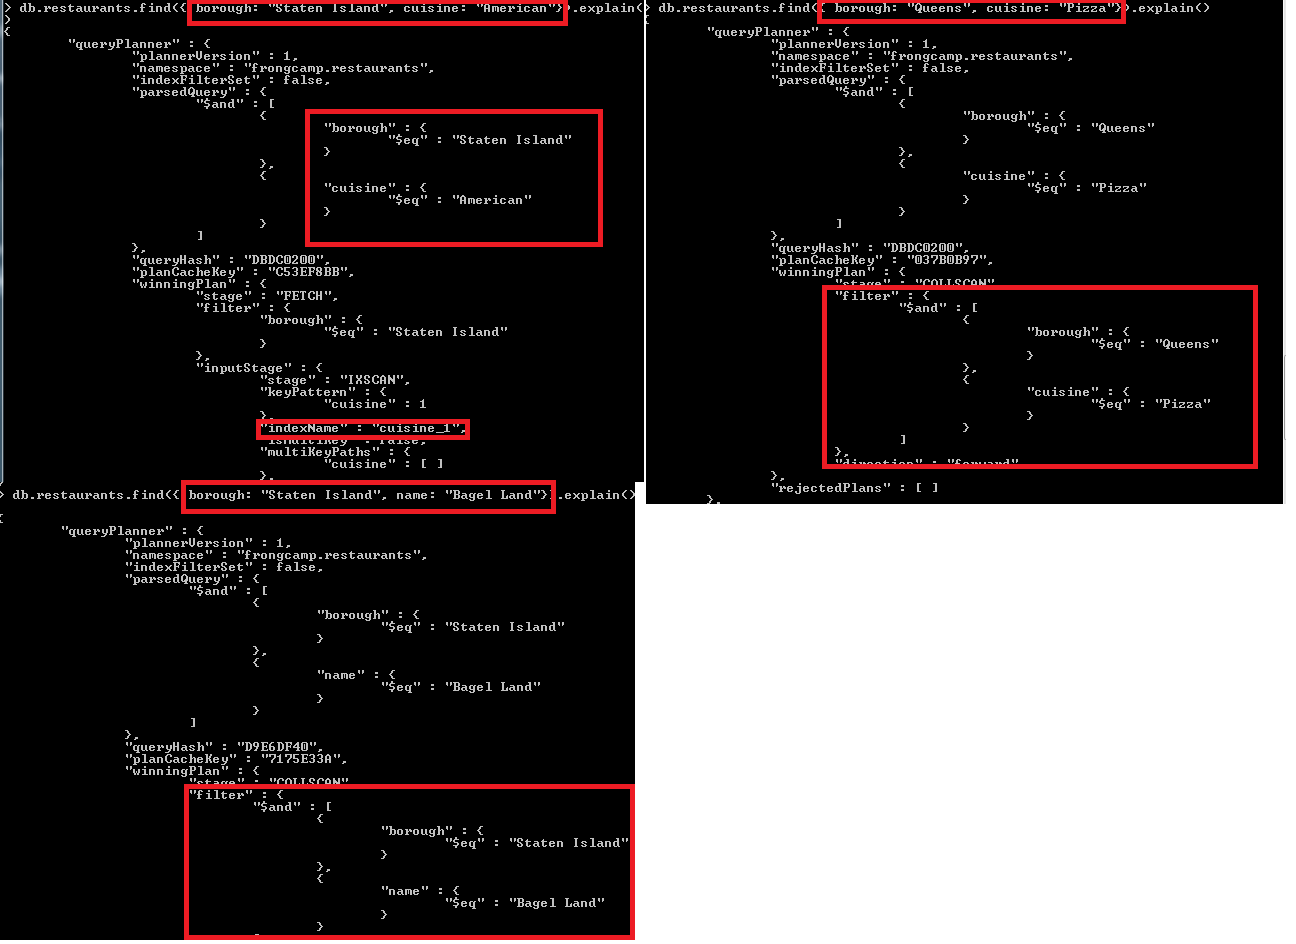 > db.restaurants.find({ borough: "Staten Island", cuisine: "American"}).explain()
>
{
"queryPlanner" : {
"plannerVersion" : 1,
"namespace" : "frongcamp.restaurants",
"indexFilterSet" : false,
"parsedQuery" : {
"$and" : [
{
"borough" : {
"$eq" : "Staten Island"
}
},
{
"cuisine" : {
"$eq" : "American"
}
}
]
},
"queryHash" : "DBDC0200",
"planCacheKey" : "C53EF8BB",
"winningPlan" : {
"stage" : "FETCH",
"filter" : {
"borough" : {
"$eq" : "Staten Island"
}
},
"inputStage" : {
"stage" : "IXSCAN",
"keyPattern" : {
"cuisine" : 1
},
"indexName" : "cuisine_1",
"isMultiKey" : false,
"multiKeyPaths" : {
"cuisine" : [ ]
},
> db.restaurants.find({ borough: "Queens", cuisine: "Pizza"}).explain()
{
"queryPlanner" : {
"plannerVersion" : 1,
"namespace" : "frongcamp.restaurants",
"indexFilterSet" : false,
"parsedQuery" : {
"$and" : [
{
"borough" : {
"$eq" : "Queens"
}
},
{
"cuisine" : {
"$eq" : "Pizza"
}
}
]
},
"queryHash" : "DBDC0200",
"planCacheKey" : "037B0B97",
"winningPlan" : {
"stage" : "COLLSCAN",
"filter" : {
"$and" : [
{
"borough" : {
"$eq" : "Queens"
}
},
{
"cuisine" : {
"$eq" : "Pizza"
}
}
]
},
"direction" : "forward"
},
"rejectedPlans" : [ ]
},
> db.restaurants.find({ borough: "Staten Island", name: "Bagel Land"}).explain()
{
"queryPlanner" : {
"plannerVersion" : 1,
"namespace" : "frongcamp.restaurants",
"indexFilterSet" : false,
"parsedQuery" : {
"$and" : [
{
"borough" : {
"$eq" : "Staten Island"
}
},
{
"name" : {
"$eq" : "Bagel Land"
}
}
]
},
"queryHash" : "D9E6DF40",
"planCacheKey" : "7175E33A",
"winningPlan" : {
"stage" : "COLLSCAN",
"filter" : {
"$and" : [
{
"borough" : {
"$eq" : "Staten Island"
}
},
{
"name" : {
"$eq" : "Bagel Land"
}
}